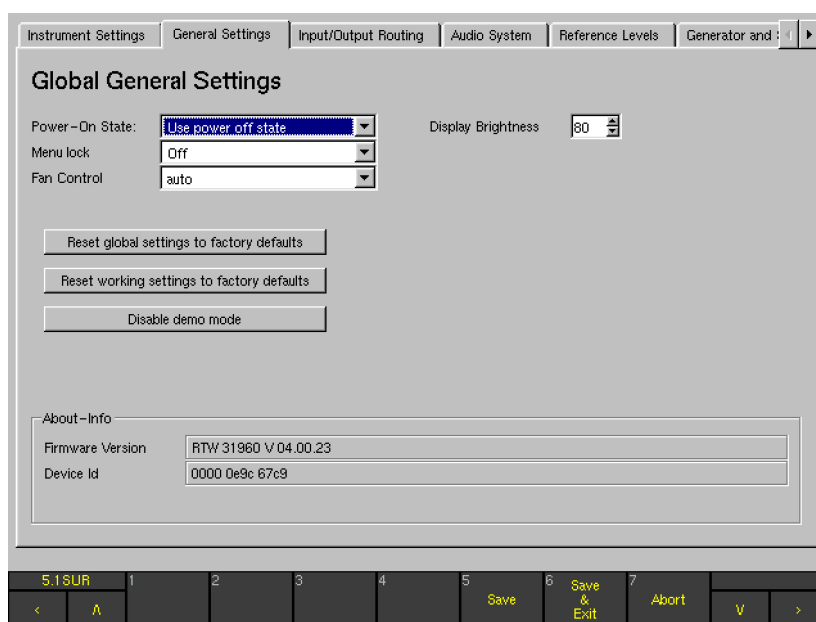 Instrument Settings General Settings Input/Output Routing Audio System Reference Levels Generator and
Global General Settings
Power-On State: Use power off state Display Brightness 80
Menu lock Off
Fan Control auto
Reset global settings to factory defaults
Reset working settings to factory defaults
Disable demo mode
About-Info
Firmware Version RTW 31960 V 04.00.23
Device Id 0000 0e9c 67c9
5.1SUR 1 2 3 4 5 6 7
< Λ Save Save & Exit Abort V >